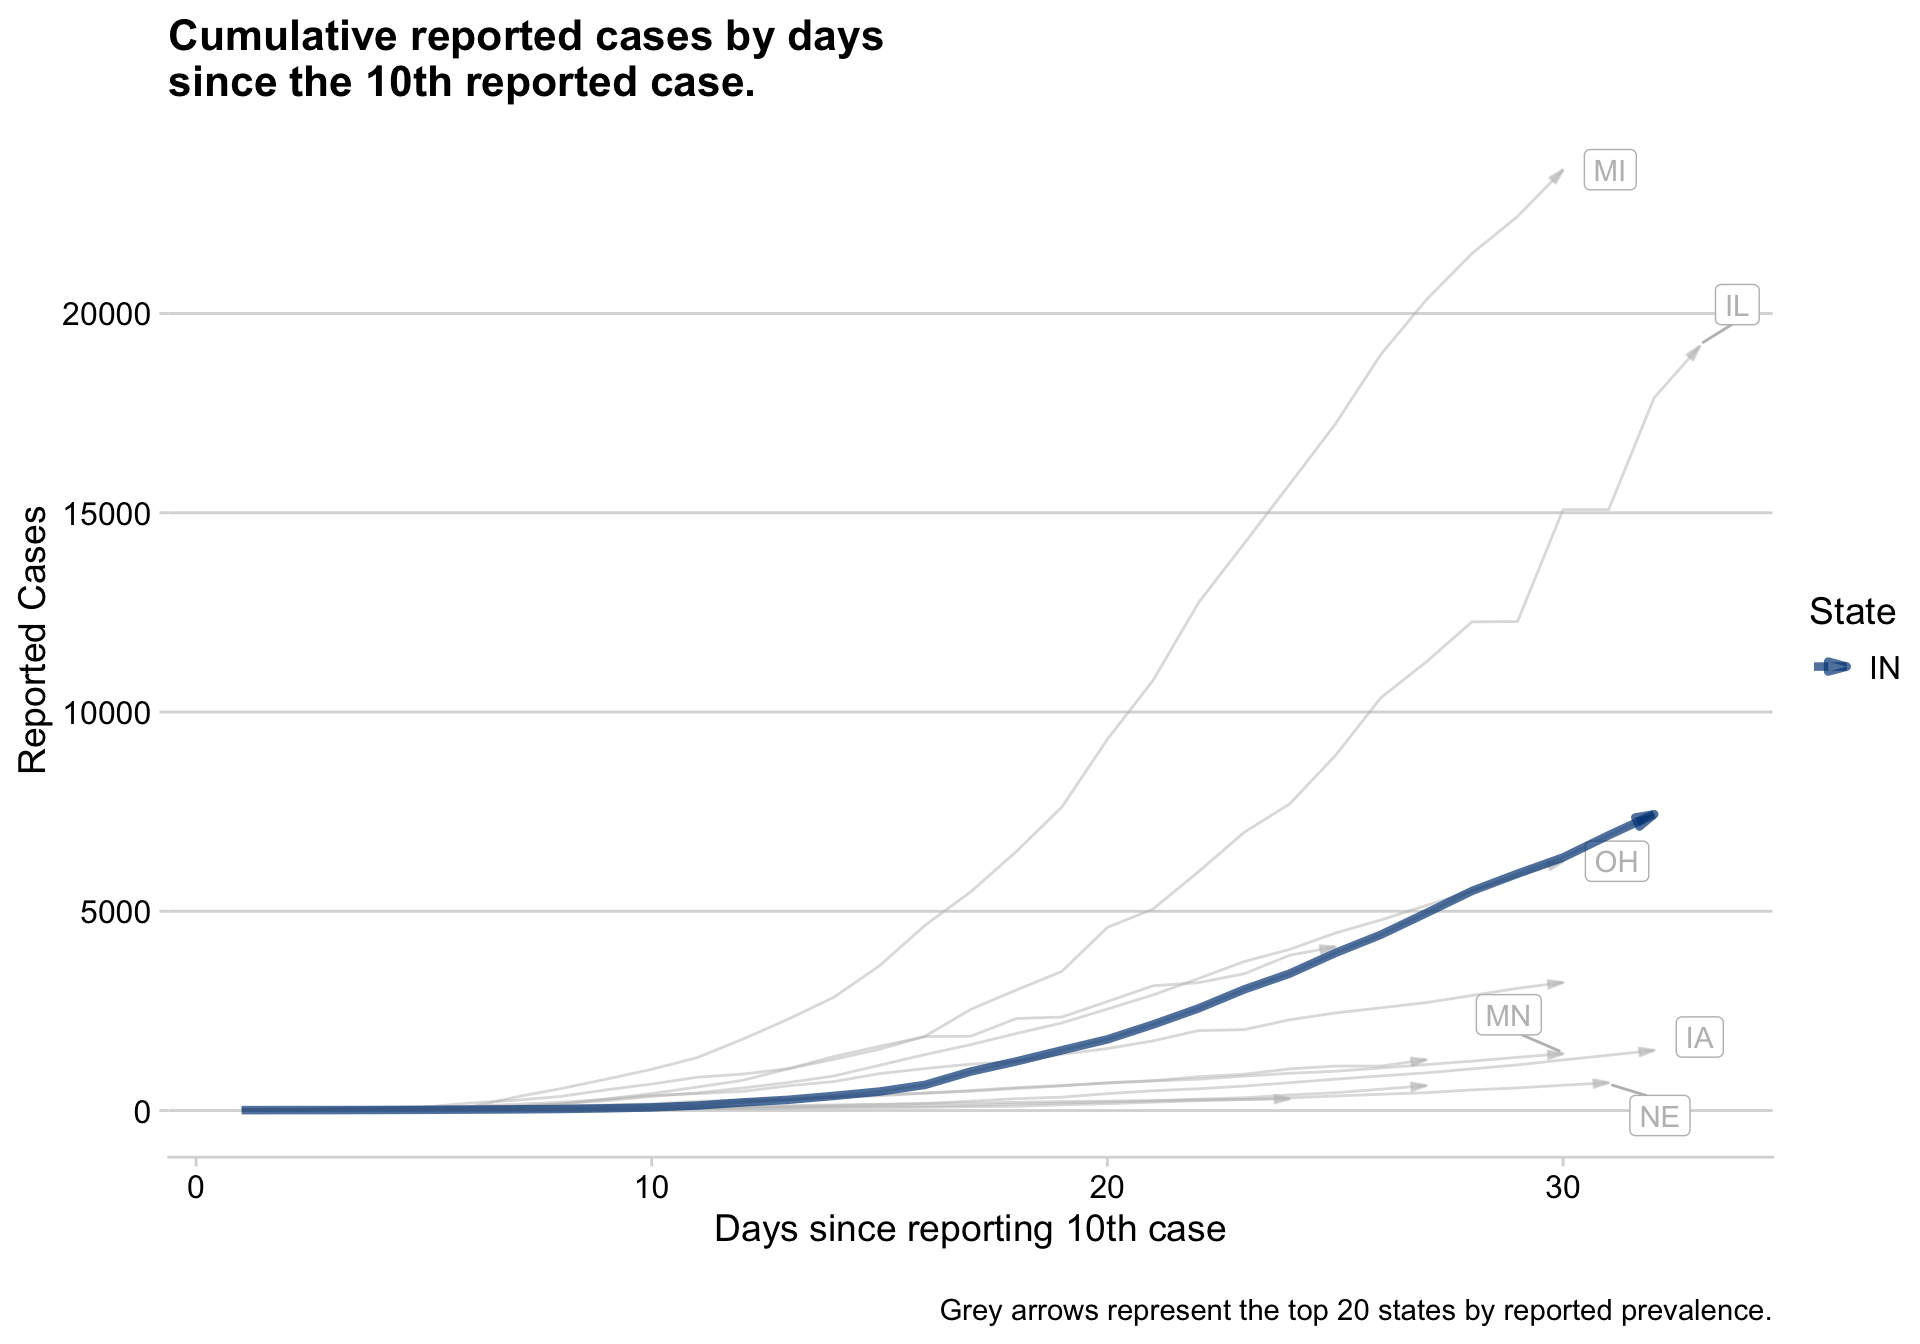 Cumulative reported cases by days
since the 10th reported case.
MI
IL
20000
15000
10000
5000
0
Reported Cases
OH
MN
IA
NE
State
IN
0 10 20 30
Days since reporting 10th case
Grey arrows represent the top 20 states by reported prevalence.